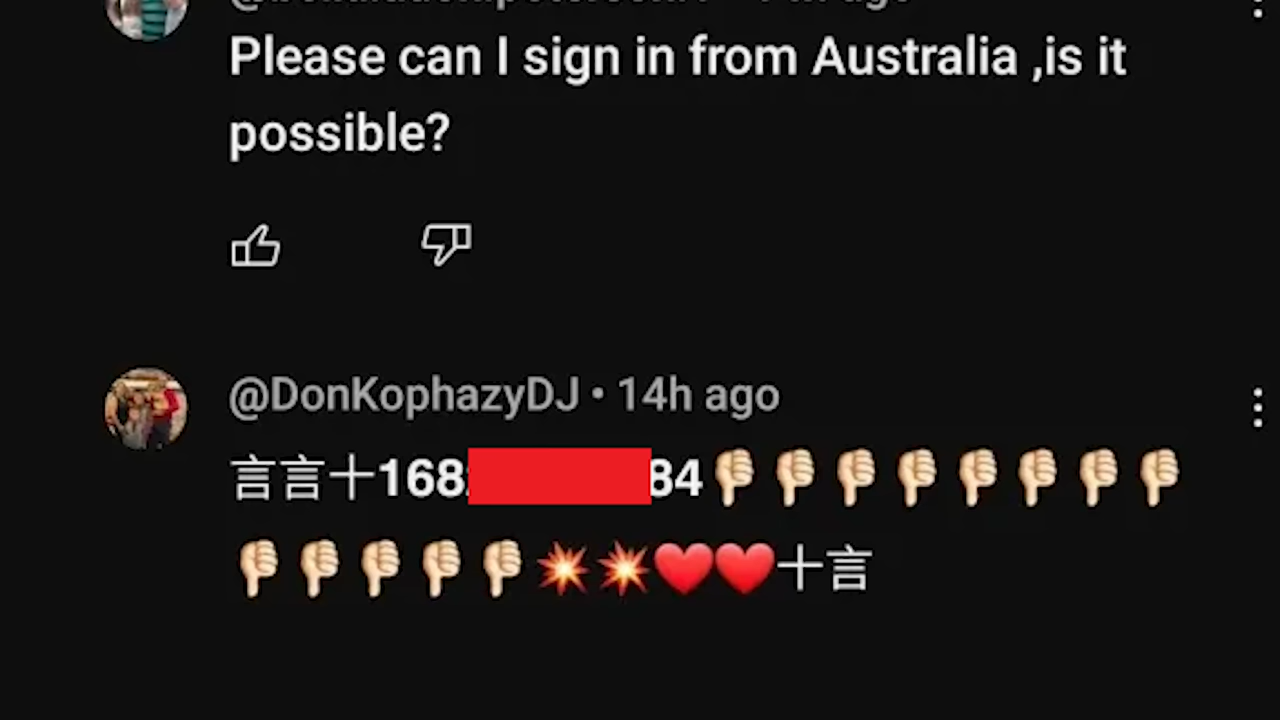 Please can I sign in from Australia ,is it
possible?
@DonKophazyDJ • 14h ago
言言十168 84👎🏼👎🏼👎🏼👎🏼👎🏼👎🏼👎🏼👎🏼
👎🏼👎🏼👎🏼👎🏼👎🏼💥💥❤️❤️十言